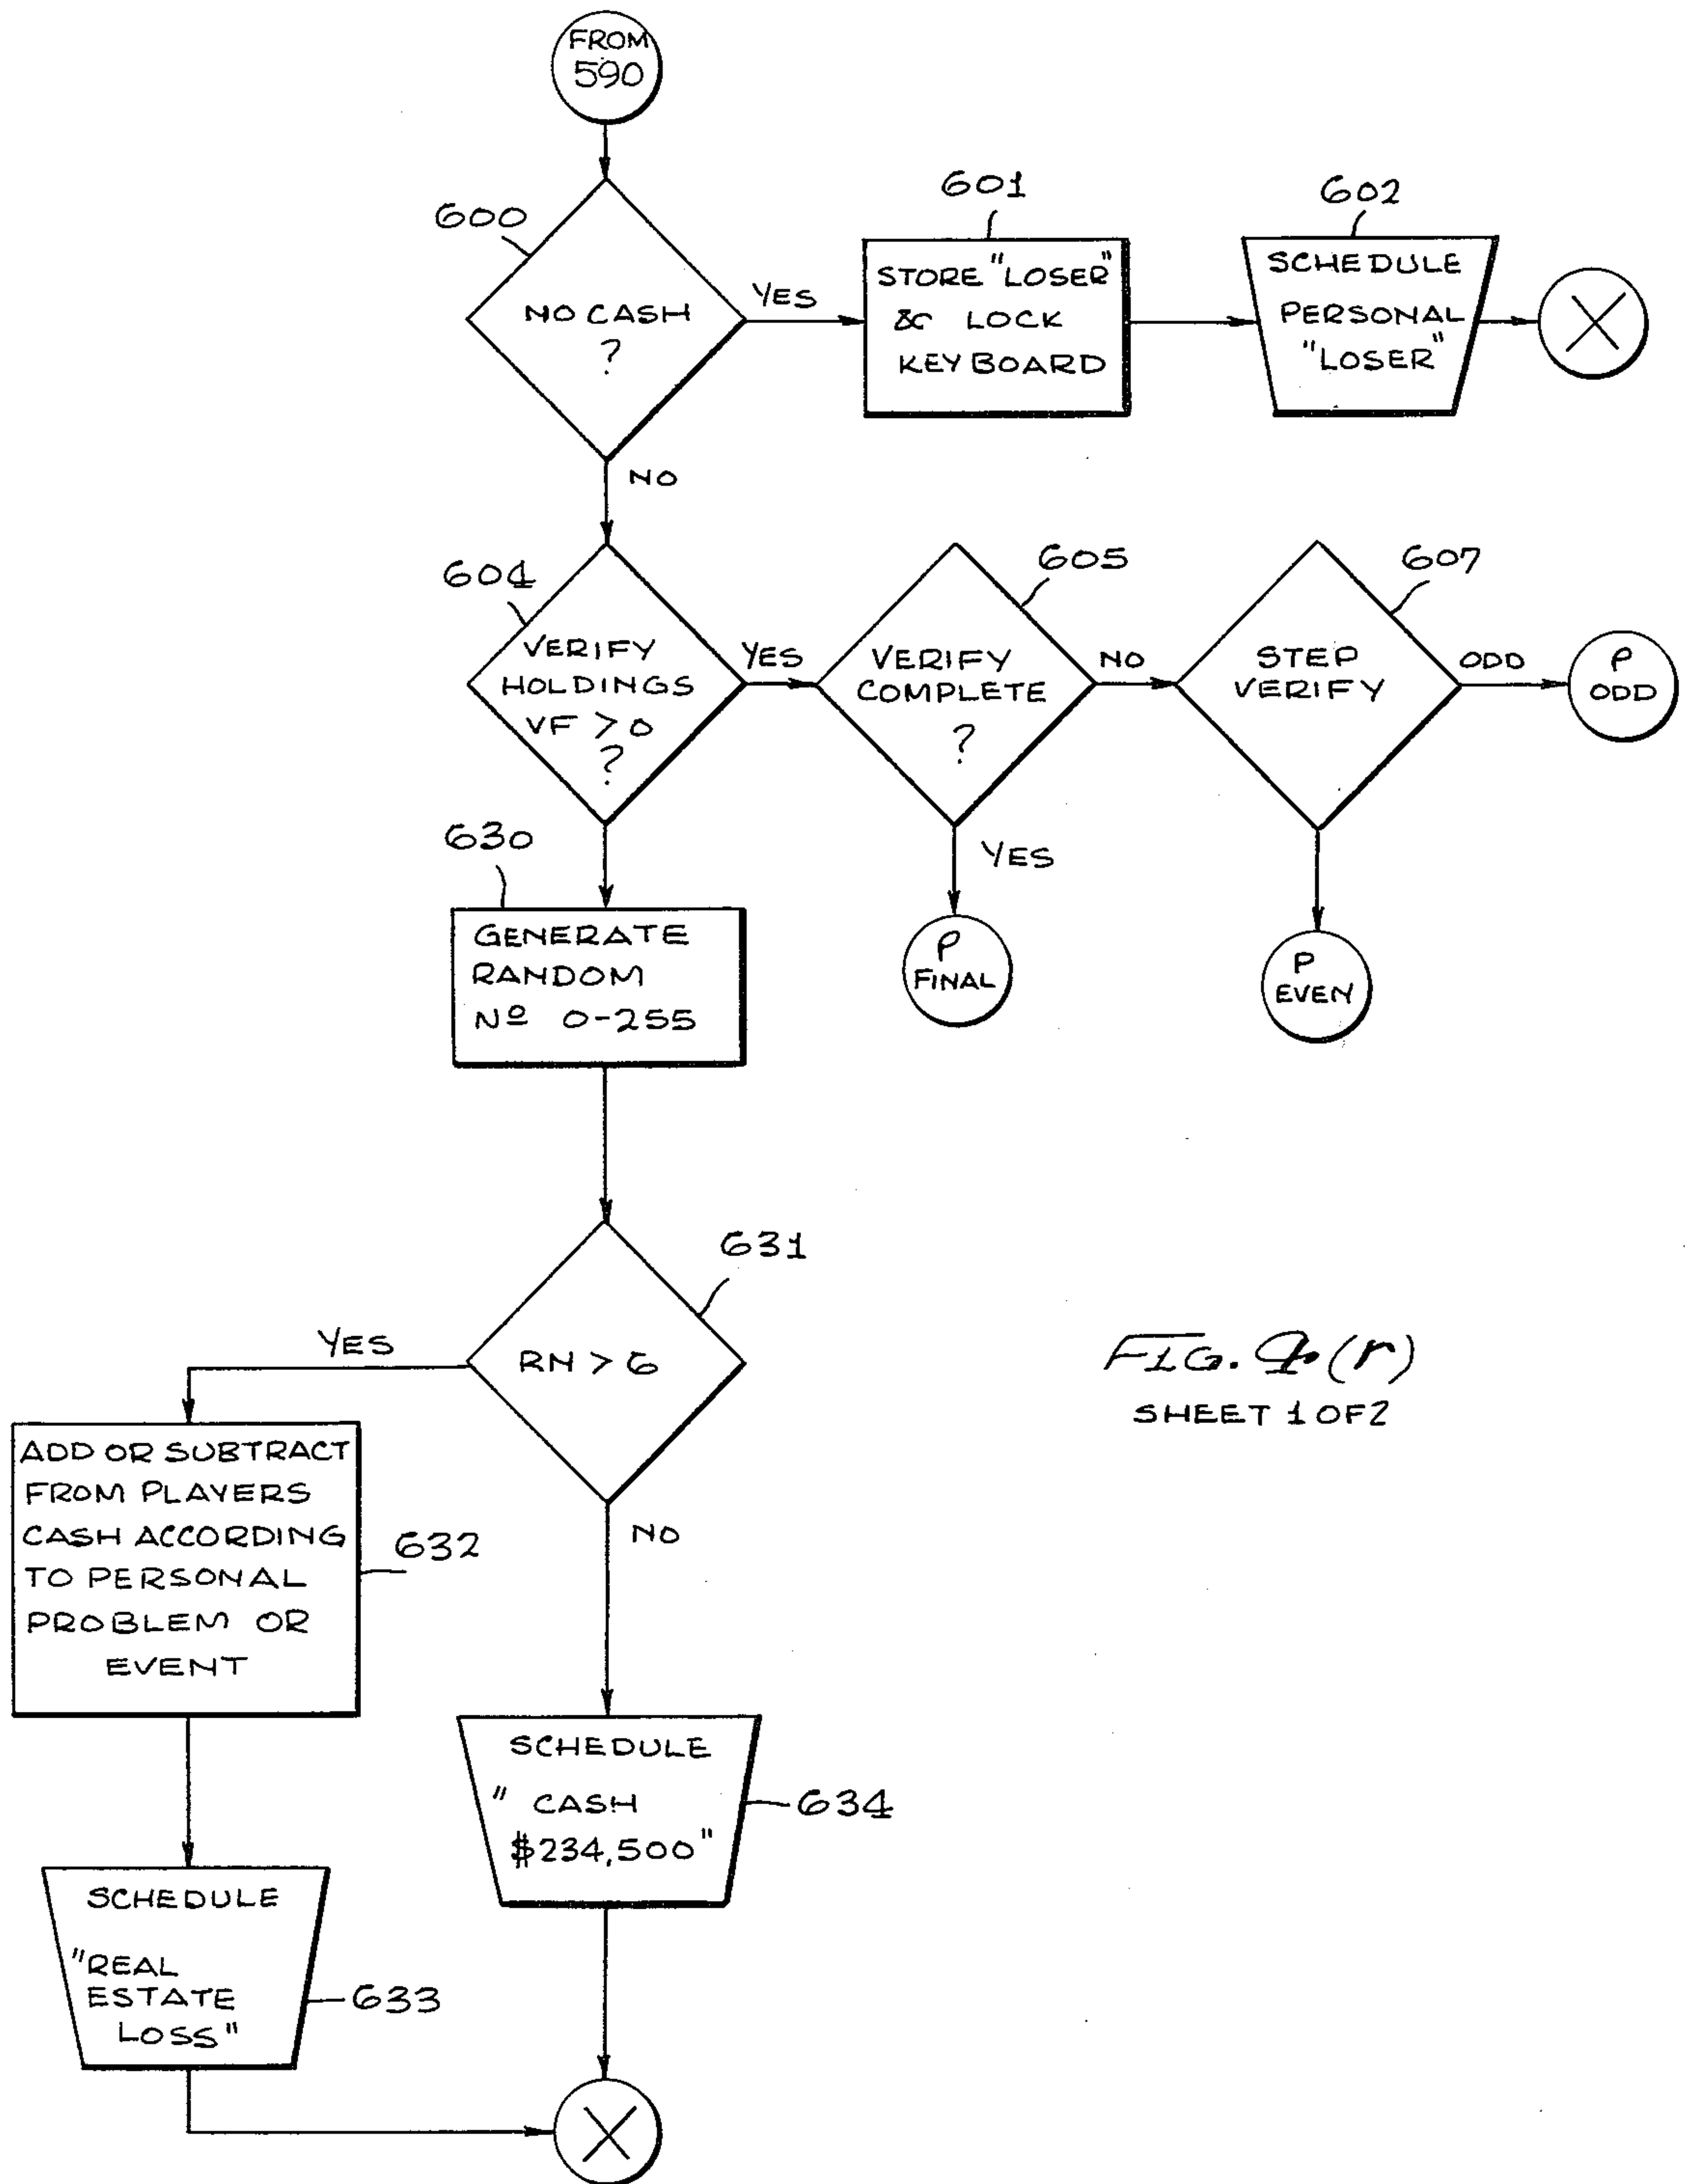 FROM
590
600
NO CASH
?
YES
601
STORE "LOSER"
& LOCK
KEYBOARD
602
SCHEDULE
PERSONAL
"LOSER"
NO
604
VERIFY
HOLDINGS
VF > 0
?
YES
605
VERIFY
COMPLETE
?
NO
607
STEP
VERIFY
ODD
P
ODD
YES
P
FINAL
P
EVEN
630
GENERATE
RANDOM
Nº 0-255
631
RN > 6
YES
NO
ADD OR SUBTRACT
FROM PLAYERS
CASH ACCORDING
TO PERSONAL
PROBLEM OR
EVENT
632
SCHEDULE
" CASH
$234,500"
634
SCHEDULE
"REAL
ESTATE
LOSS"
633
FIG. (r)
SHEET 1 OF 2